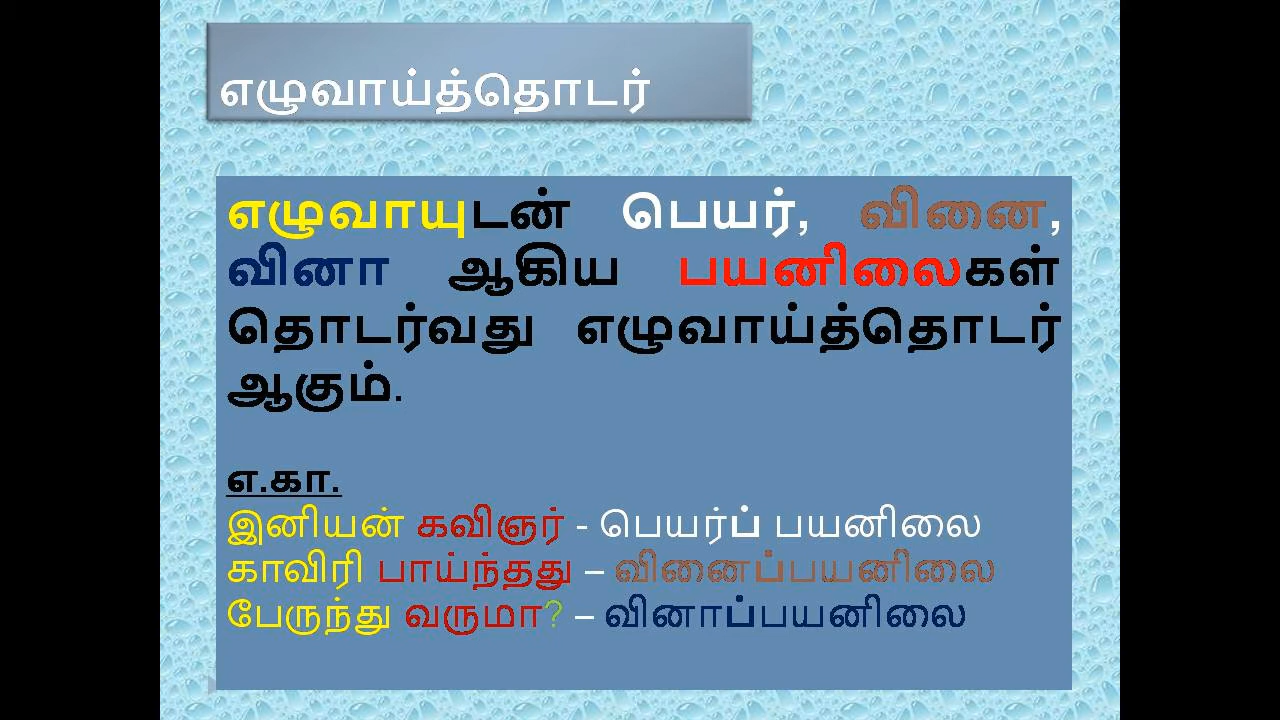 எழுவாய்த்தொடர்
எழுவாயுடன் பெயர், வினை,
வினா ஆகிய பயனிலைகள்
தொடர்வது எழுவாய்த்தொடர்
ஆகும்.
எ.கா.
இனியன் கவிஞர் - பெயர்ப் பயனிலை
காவிரி பாய்ந்தது – வினைப்பயனிலை
பேருந்து வருமா? – வினாப்பயனிலை